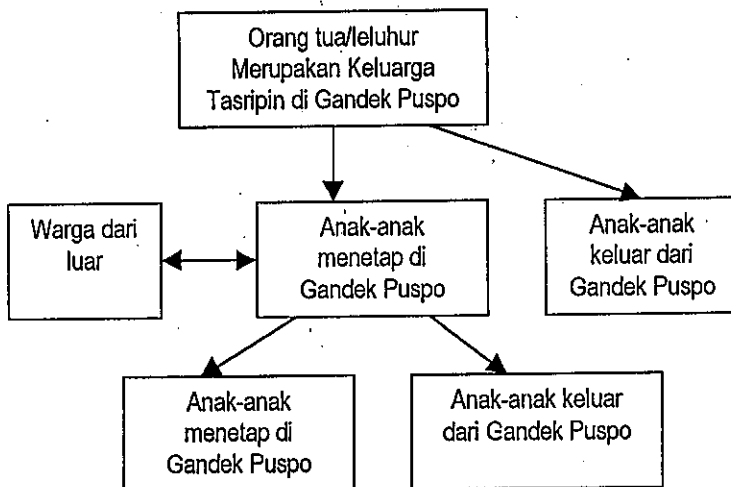 Orang tua/leluhur
Merupakan Keluarga
Tasripin di Gandek Puspo
Warga dari
luar
Anak-anak
menetap di
Gandek Puspo
Anak-anak
keluar dari
Gandek Puspo
Anak-anak
menetap di
Gandek Puspo
Anak-anak keluar
dari Gandek Puspo